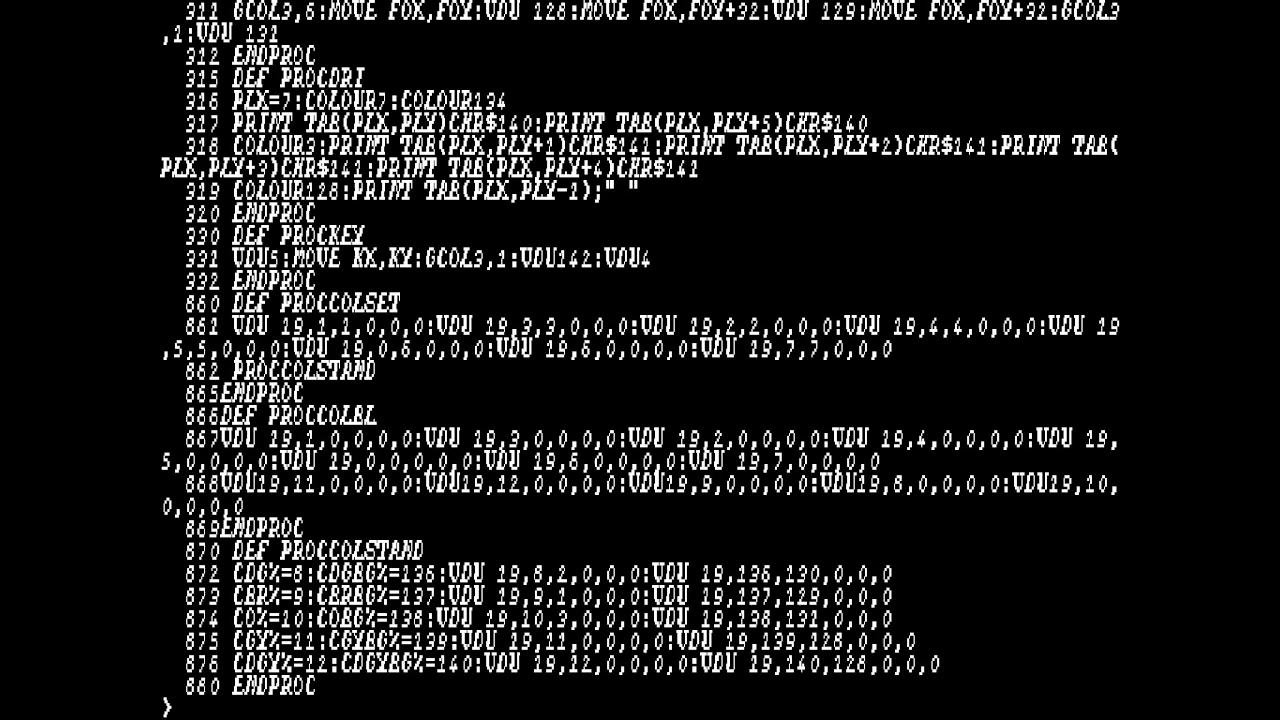 311 GCOL3,6:MOVE FOX,FOY:VDU 128:MOVE FOX,FOY+32:VDU 129:MOVE FOX,FOY+32:GCOL3
,1:VDU 131
312 ENDPROC
315 DEF PROCDRI
316 PLX=7:COLOUR7:COLOUR134
317 PRINT TAB(PLX,PLY)CHR$140:PRINT TAB(PLX,PLY+5)CHR$140
318 COLOUR3:PRINT TAB(PLX,PLY+1)CHR$141:PRINT TAB(PLX,PLY+2)CHR$141:PRINT TAB(
PLX,PLY+3)CHR$141:PRINT TAB(PLX,PLY+4)CHR$141
319 COLOUR128:PRINT TAB(PLX,PLY-1);" "
320 ENDPROC
330 DEF PROCKEY
331 VDU5:MOVE KX,KY:GCOL3,1:VDU142:VDU4
332 ENDPROC
860 DEF PROCCOLSET
861 VDU 19,1,1,0,0,0:VDU 19,3,3,0,0,0:VDU 19,2,2,0,0,0:VDU 19,4,4,0,0,0:VDU 19
,5,5,0,0,0:VDU 19,0,6,0,0,0:VDU 19,6,0,0,0,0:VDU 19,7,7,0,0,0
862 PROCCOLSTAND
865ENDPROC
866DEF PROCCOLBL
867VDU 19,1,0,0,0,0:VDU 19,3,0,0,0,0:VDU 19,2,0,0,0,0:VDU 19,4,0,0,0,0:VDU 19,
5,0,0,0,0:VDU 19,0,0,0,0,0:VDU 19,6,0,0,0,0:VDU 19,7,0,0,0,0
868VDU19,11,0,0,0,0:VDU19,12,0,0,0,0:VDU19,9,0,0,0,0:VDU19,8,0,0,0,0:VDU19,10,
0,0,0,0
869ENDPROC
870 DEF PROCCOLSTAND
872 CDG%=8:CDGBG%=136:VDU 19,8,2,0,0,0:VDU 19,136,130,0,0,0
873 CBR%=9:CBRBG%=137:VDU 19,9,1,0,0,0:VDU 19,137,129,0,0,0
874 CO%=10:COBG%=138:VDU 19,10,3,0,0,0:VDU 19,138,131,0,0,0
875 CGY%=11:CGYBG%=139:VDU 19,11,0,0,0,0:VDU 19,139,128,0,0,0
876 CDGY%=12:CDGYBG%=140:VDU 19,12,0,0,0,0:VDU 19,140,128,0,0,0
880 ENDPROC
>